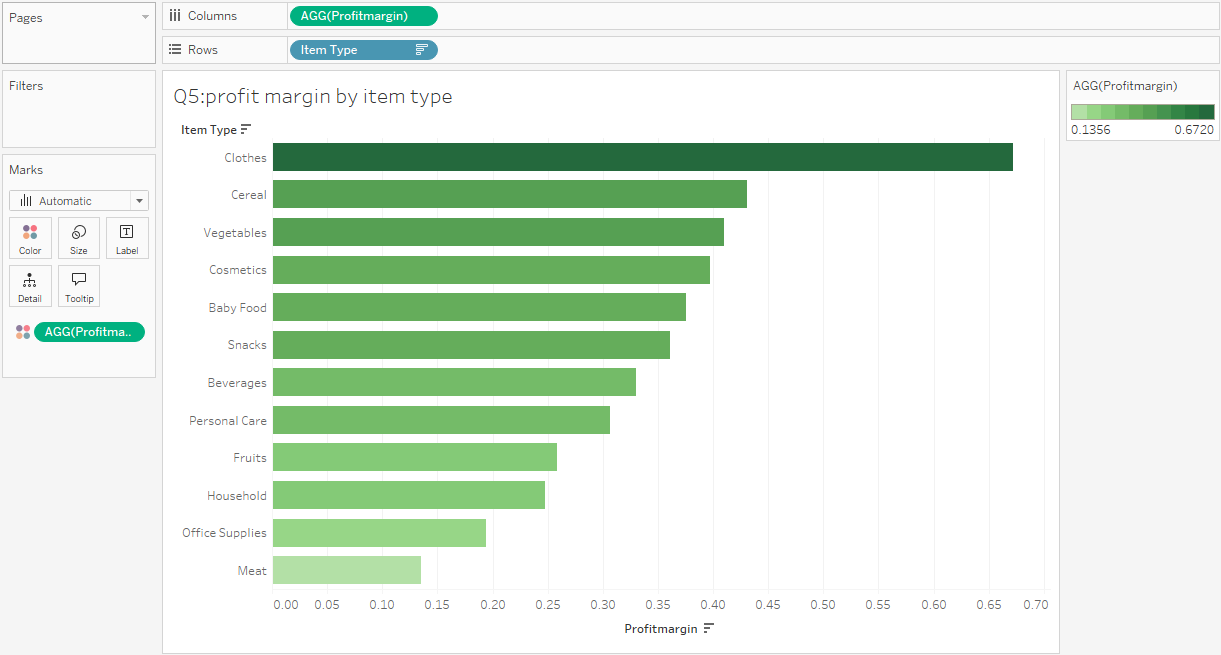 Pages
Columns
AGG(Profitmargin)
Rows
Item Type
Filters
Marks
Automatic
Color Size Label
Detail Tooltip
AGG(Profitma..
Q5:profit margin by item type
Item Type
Clothes
Cereal
Vegetables
Cosmetics
Baby Food
Snacks
Beverages
Personal Care
Fruits
Household
Office Supplies
Meat
0.00 0.05 0.10 0.15 0.20 0.25 0.30 0.35 0.40 0.45 0.50 0.55 0.60 0.65 0.70
Profitmargin
AGG(Profitmargin)
0.1356 0.6720